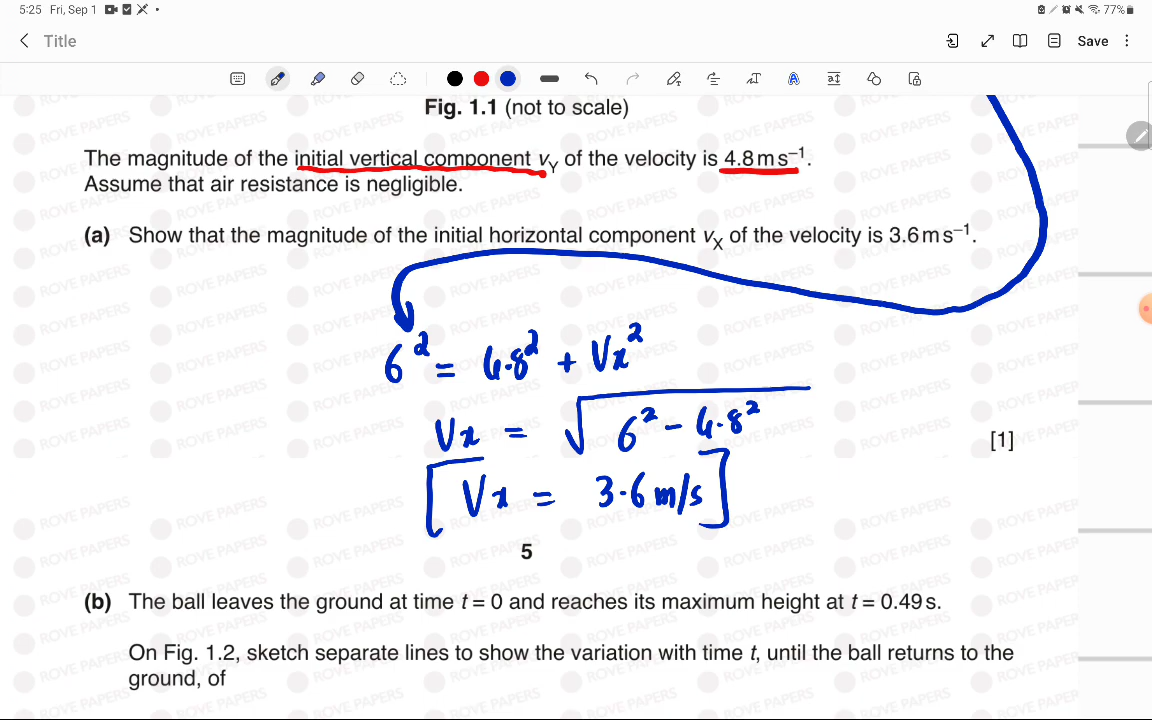 5:25 Fri, Sep 1
77%
Title
Save
Fig. 1.1 (not to scale)
The magnitude of the initial vertical component vY of the velocity is 4.8 m s⁻¹.
Assume that air resistance is negligible.
(a) Show that the magnitude of the initial horizontal component vX of the velocity is 3.6 m s⁻¹.
6² = 4.8² + Vx²
Vx = √6² - 4.8²
[1]
[Vx = 3.6 m/s]
5
(b) The ball leaves the ground at time t = 0 and reaches its maximum height at t = 0.49 s.
On Fig. 1.2, sketch separate lines to show the variation with time t, until the ball returns to the
ground, of
ROVE PAPERS